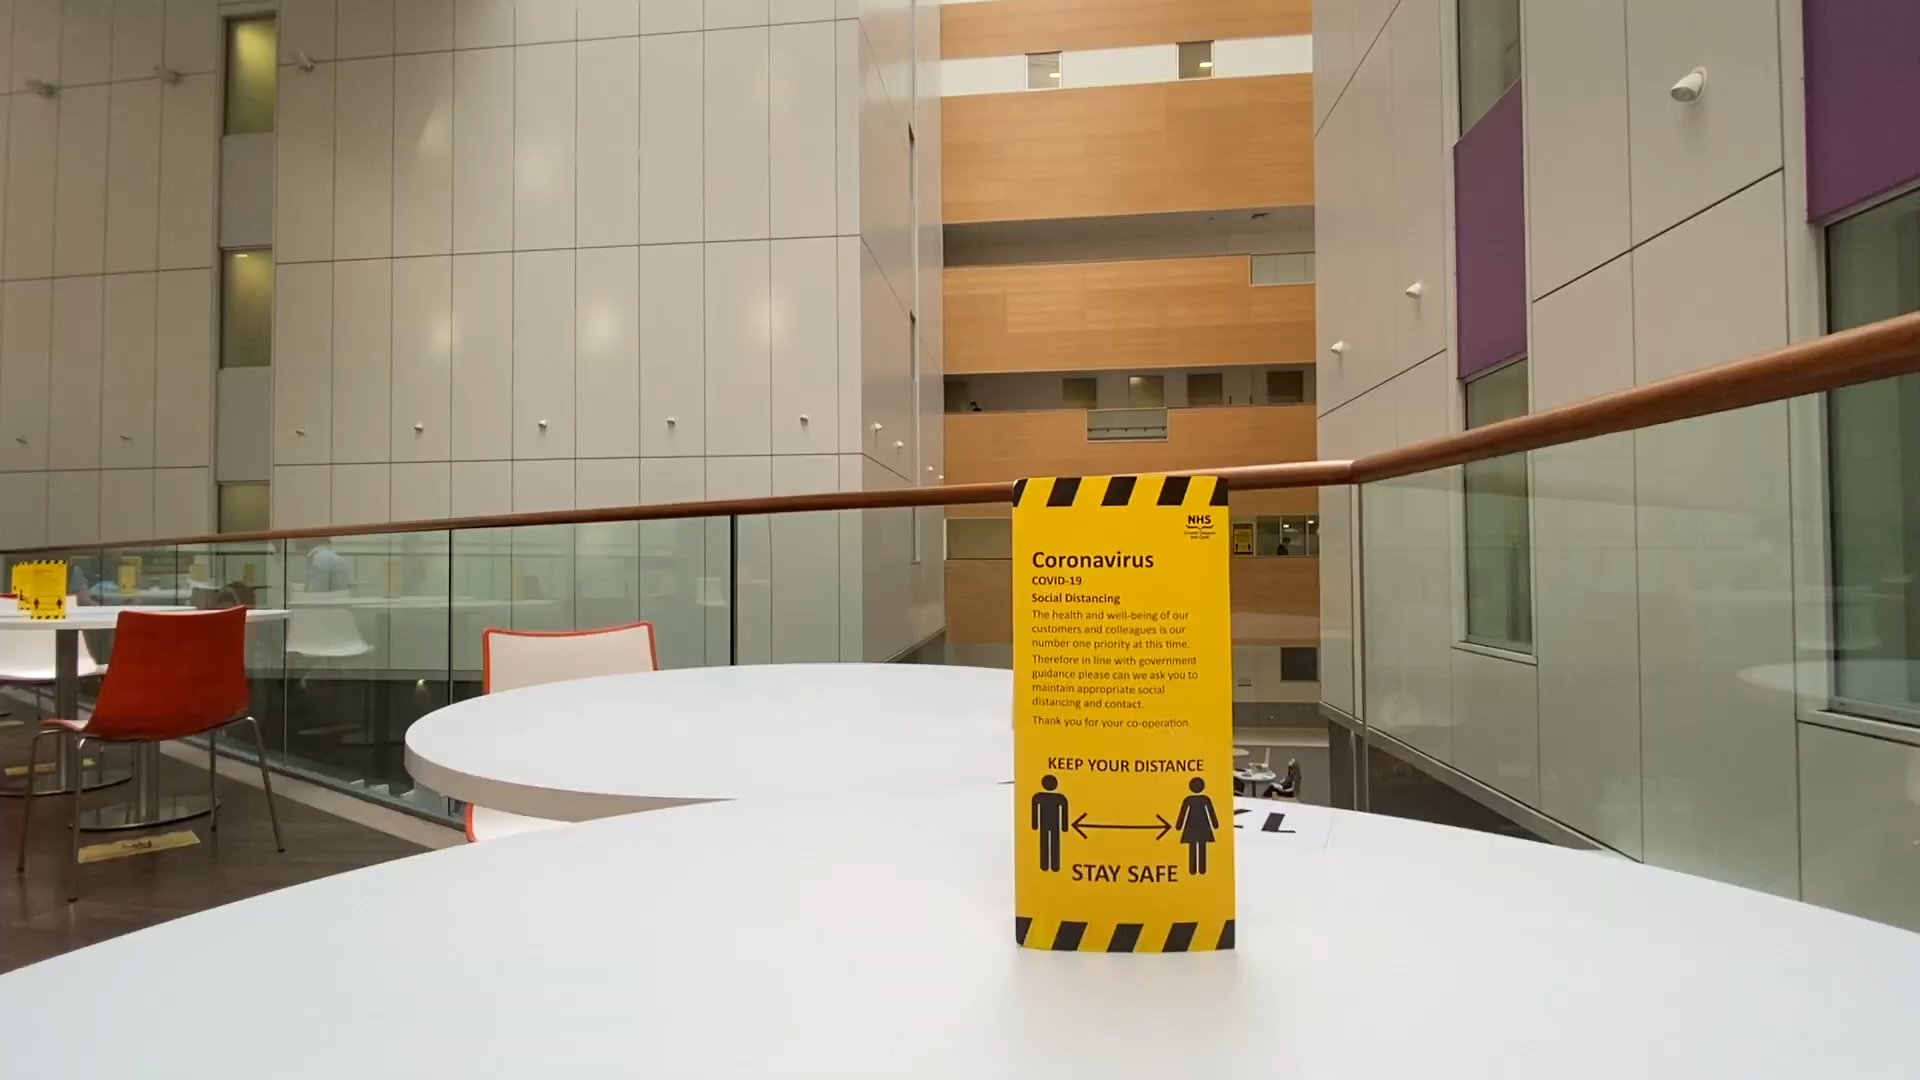 NHS
Coronavirus
COVID-19
Social Distancing
The health and well-being of our
customers and colleagues is our
number one priority at this time.
Therefore in line with government
guidance please can we ask you to
maintain appropriate social
distancing and contact.
Thank you for your co-operation.
KEEP YOUR DISTANCE
STAY SAFE